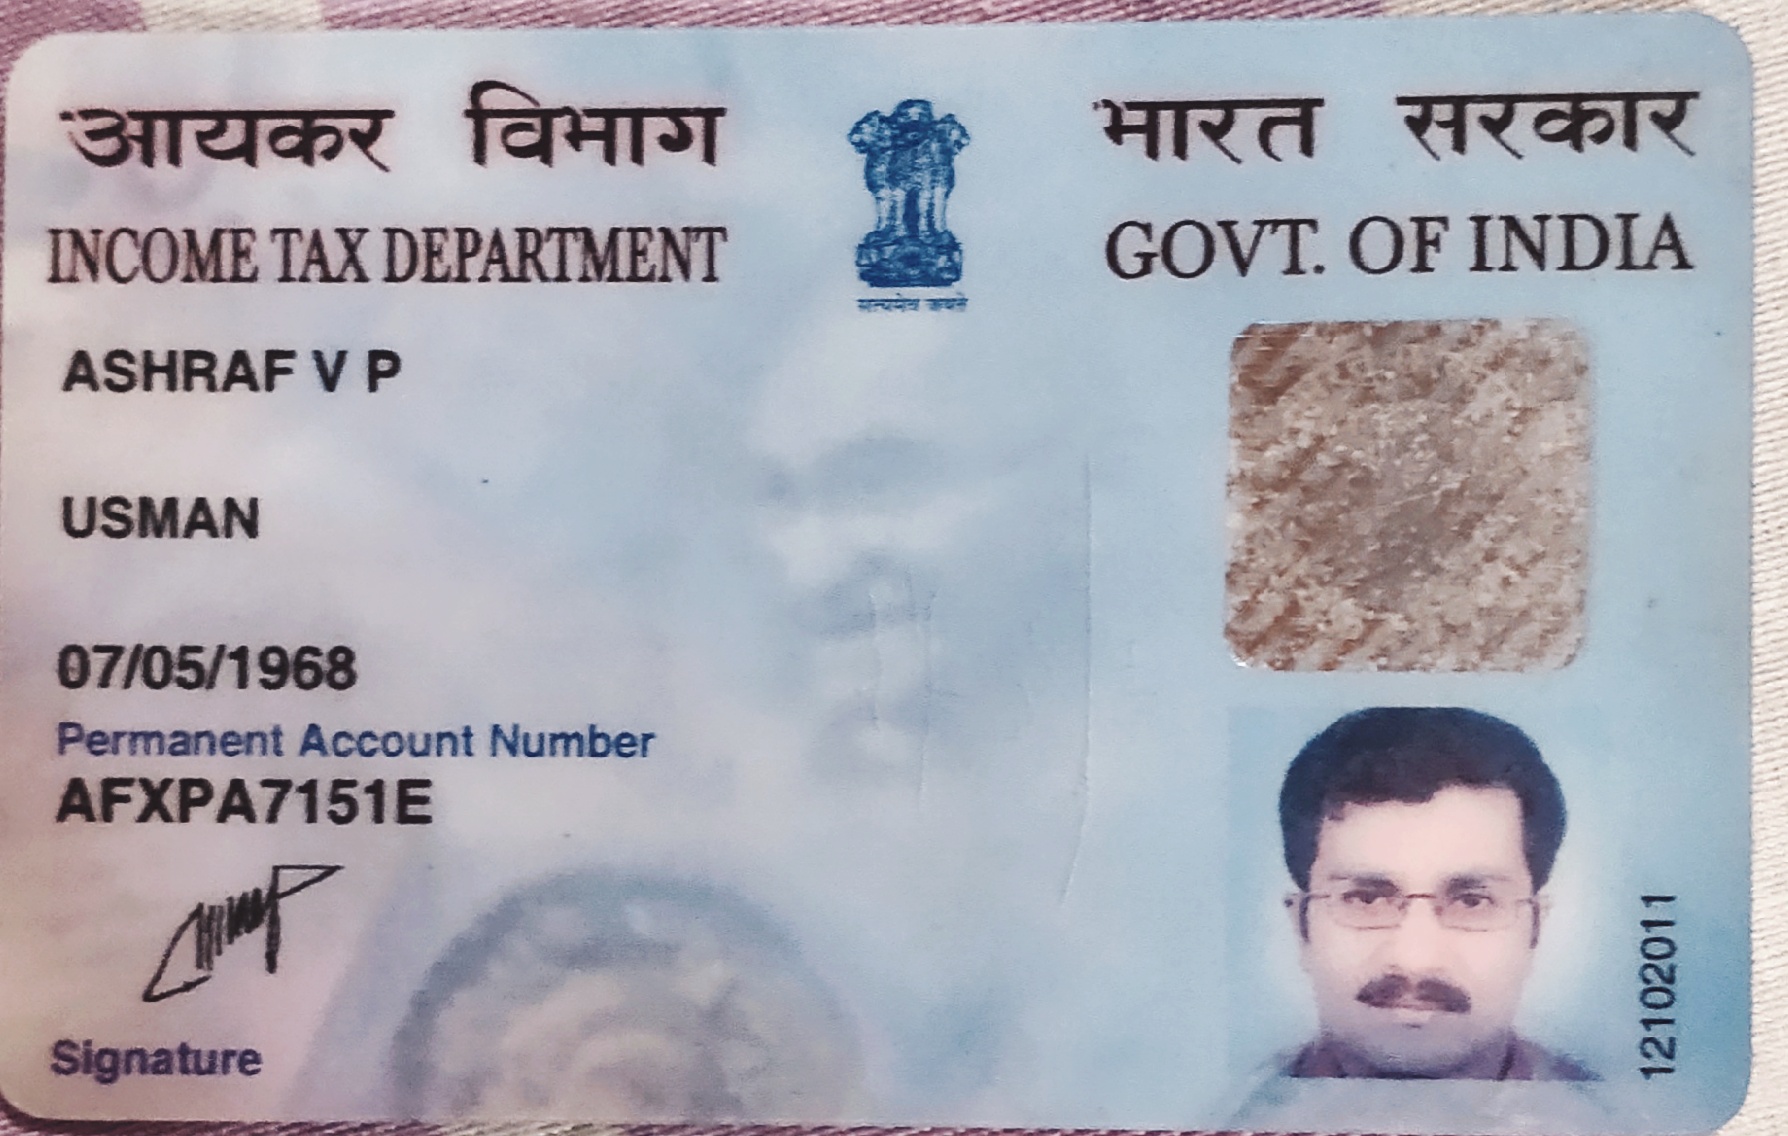 आयकर विभाग
INCOME TAX DEPARTMENT
सत्यमेव जयते
भारत सरकार
GOVT. OF INDIA
ASHRAF V P
USMAN
07/05/1968
Permanent Account Number
AFXPA7151E
Signature
12102011